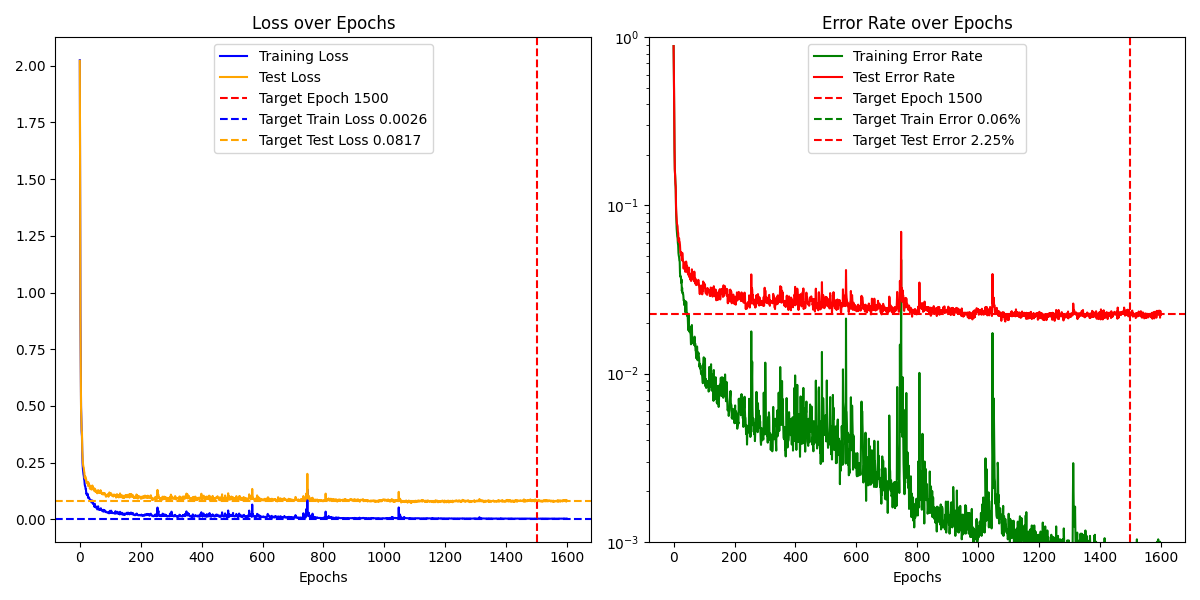 Loss over Epochs
Training Loss
Test Loss
Target Epoch 1500
Target Train Loss 0.0026
Target Test Loss 0.0817
2.00
1.75
1.50
1.25
1.00
0.75
0.50
0.25
0.00
0 200 400 600 800 1000 1200 1400 1600
Epochs
Error Rate over Epochs
Training Error Rate
Test Error Rate
Target Epoch 1500
Target Train Error 0.06%
Target Test Error 2.25%
10⁰
10⁻¹
10⁻²
10⁻³
0 200 400 600 800 1000 1200 1400 1600
Epochs